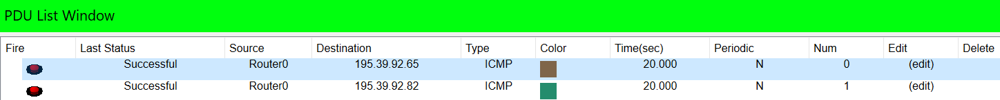 PDU List Window
Fire Last Status Source Destination Type Color Time(sec) Periodic Num Edit Delete
Successful Router0 195.39.92.65 ICMP 20.000 N 0 (edit)
Successful Router0 195.39.92.82 ICMP 20.000 N 1 (edit)